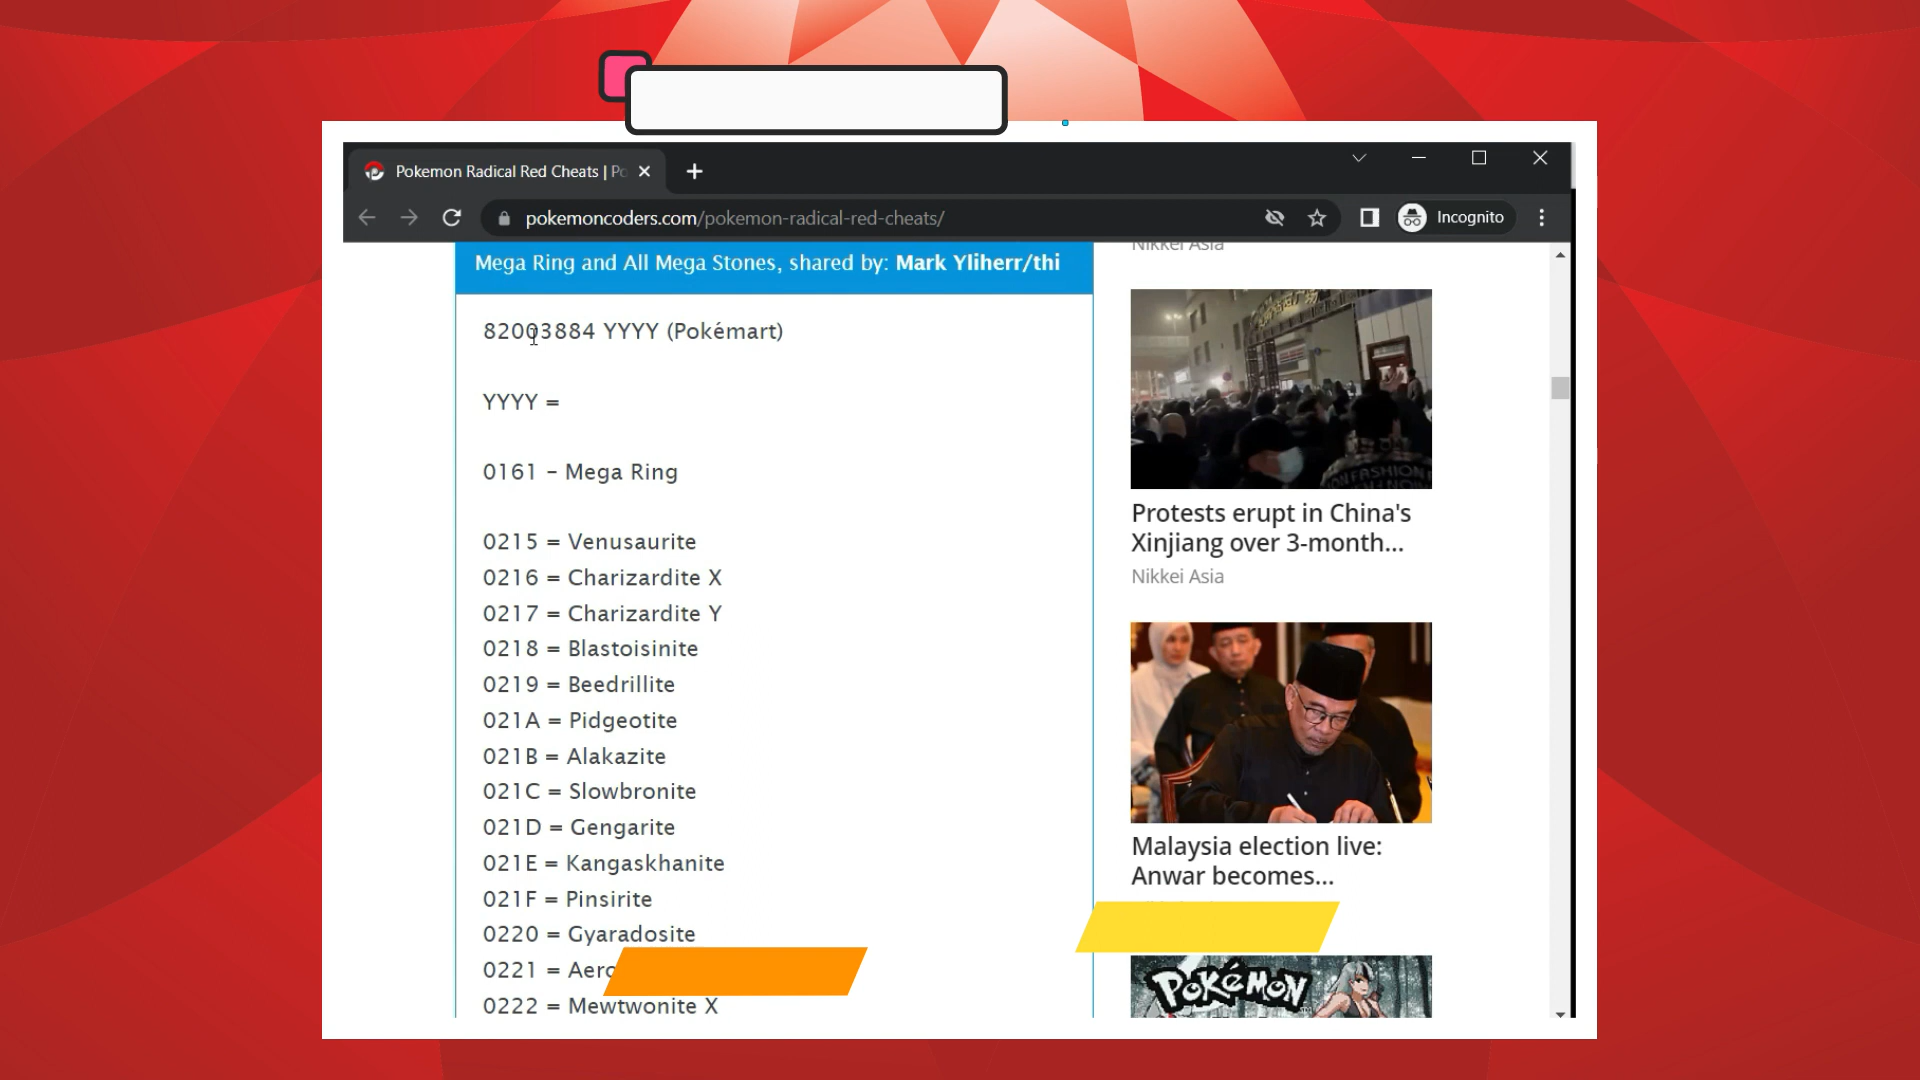 Pokemon Radical Red Cheats |
pokemoncoders.com/pokemon-radical-red-cheats/
Incognito
Mega Ring and All Mega Stones, shared by: Mark Yliherr/thi
82003884 YYYY (Pokémart)
YYYY =
0161 – Mega Ring
0215 = Venusaurite
0216 = Charizardite X
0217 = Charizardite Y
0218 = Blastoisinite
0219 = Beedrillite
021A = Pidgeotite
021B = Alakazite
021C = Slowbronite
021D = Gengarite
021E = Kangaskhanite
021F = Pinsirite
0220 = Gyaradosite
0221 =
0222 = Mewtwonite X
Nikkei Asia
Protests erupt in China's
Xinjiang over 3-month...
Nikkei Asia
Malaysia election live:
Anwar becomes...
POKéMON